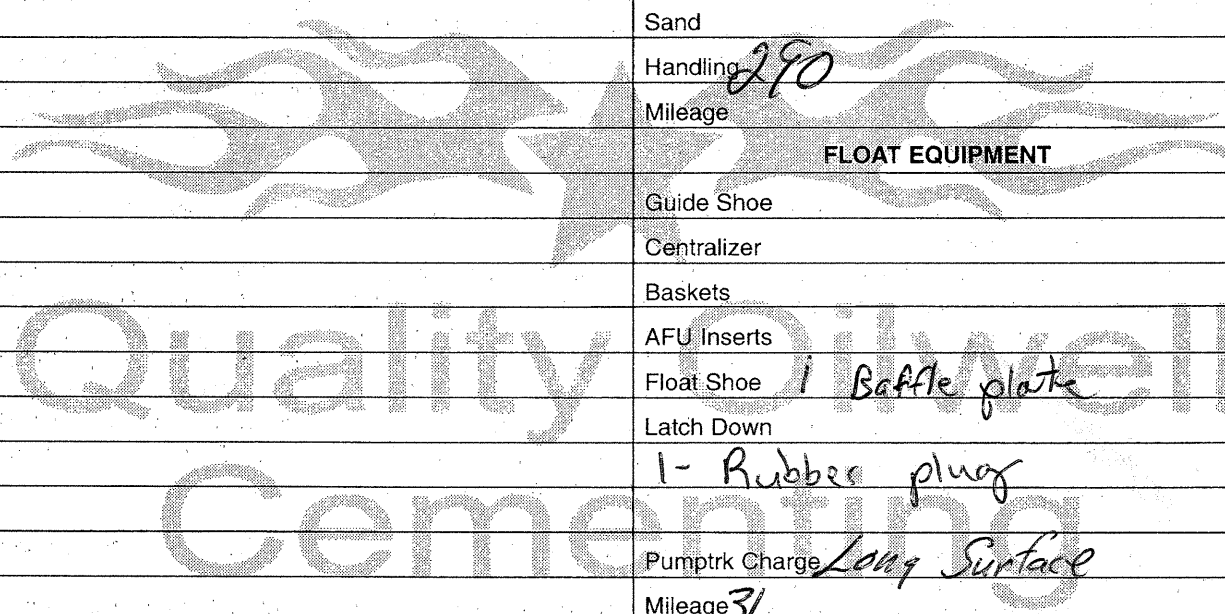 Sand
Handling 290
Mileage
FLOAT EQUIPMENT
Guide Shoe
Centralizer
Baskets
Quality Oilwell
AFU Inserts
Float Shoe 1 Baffle plate
Latch Down
1- Rubber plug
Cementing
Pumptrk Charge Long Surface
Mileage 31